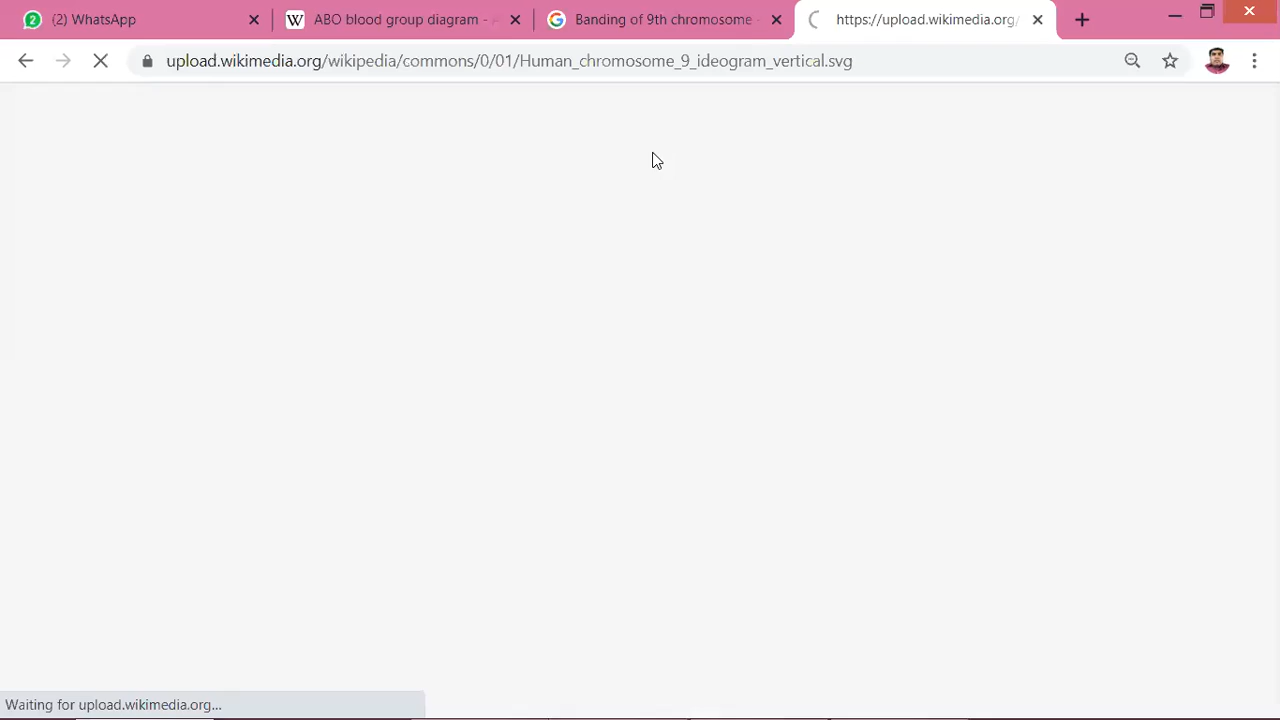 2 (2) WhatsApp
W ABO blood group diagram -
G Banding of 9th chromosome -
https://upload.wikimedia.org/
upload.wikimedia.org/wikipedia/commons/0/01/Human_chromosome_9_ideogram_vertical.svg
Waiting for upload.wikimedia.org...